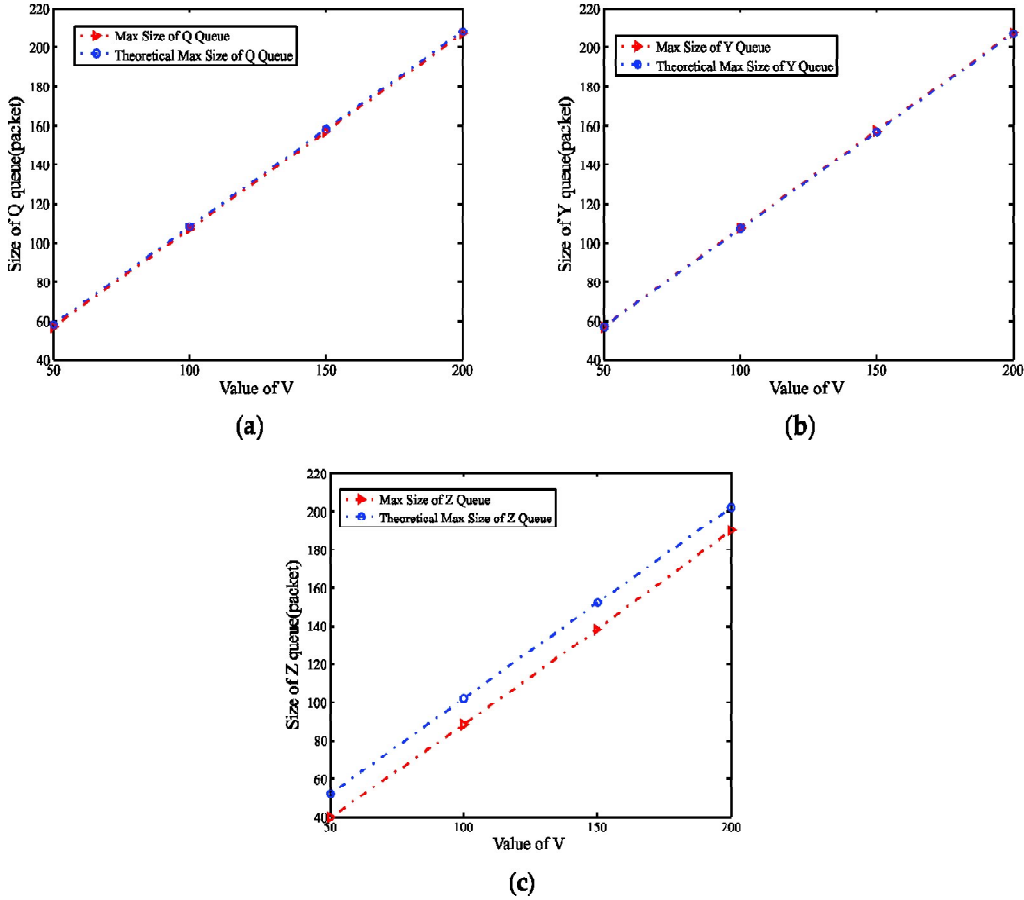 220
200
180
160
140
120
100
80
60
40
Size of Q queue(packet)
Max Size of Q Queue
Theoretical Max Size of Q Queue
50
100
150
200
Value of V
(a)
220
200
180
160
140
120
100
80
60
40
Size of Y queue(packet)
Max Size of Y Queue
Theoretical Max Size of Y Queue
50
100
150
200
Value of V
(b)
220
200
180
160
140
120
100
80
60
40
Size of Z queue(packet)
Max Size of Z Queue
Theoretical Max Size of Z Queue
50
100
150
200
Value of V
(c)